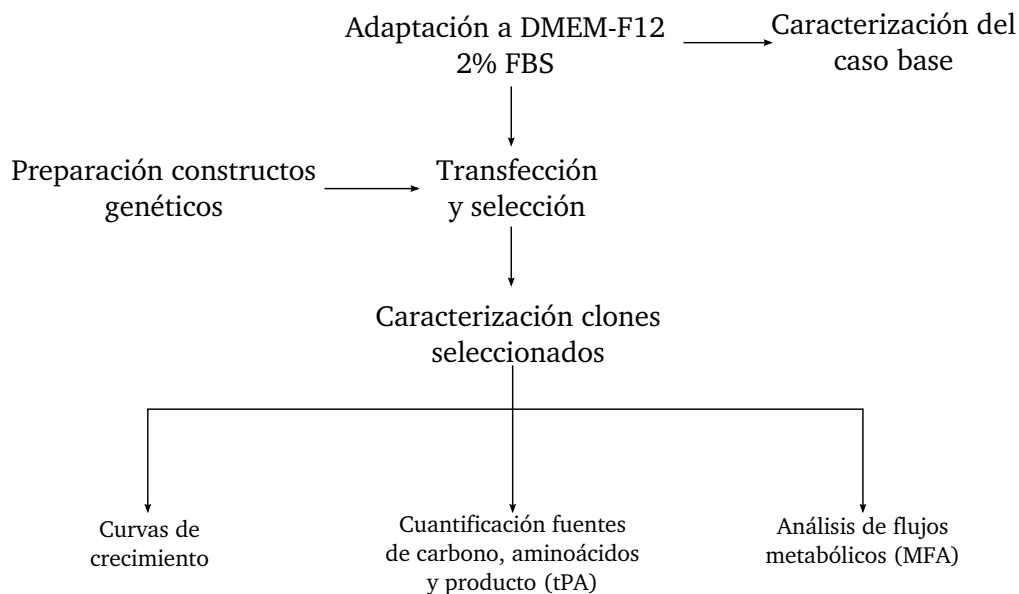 Adaptación a DMEM-F12
2% FBS
Caracterización del
caso base
Preparación constructos
genéticos
Transfección
y selección
Caracterización clones
seleccionados
Curvas de
crecimiento
Cuantificación fuentes
de carbono, aminoácidos
y producto (tPA)
Análisis de flujos
metabólicos (MFA)